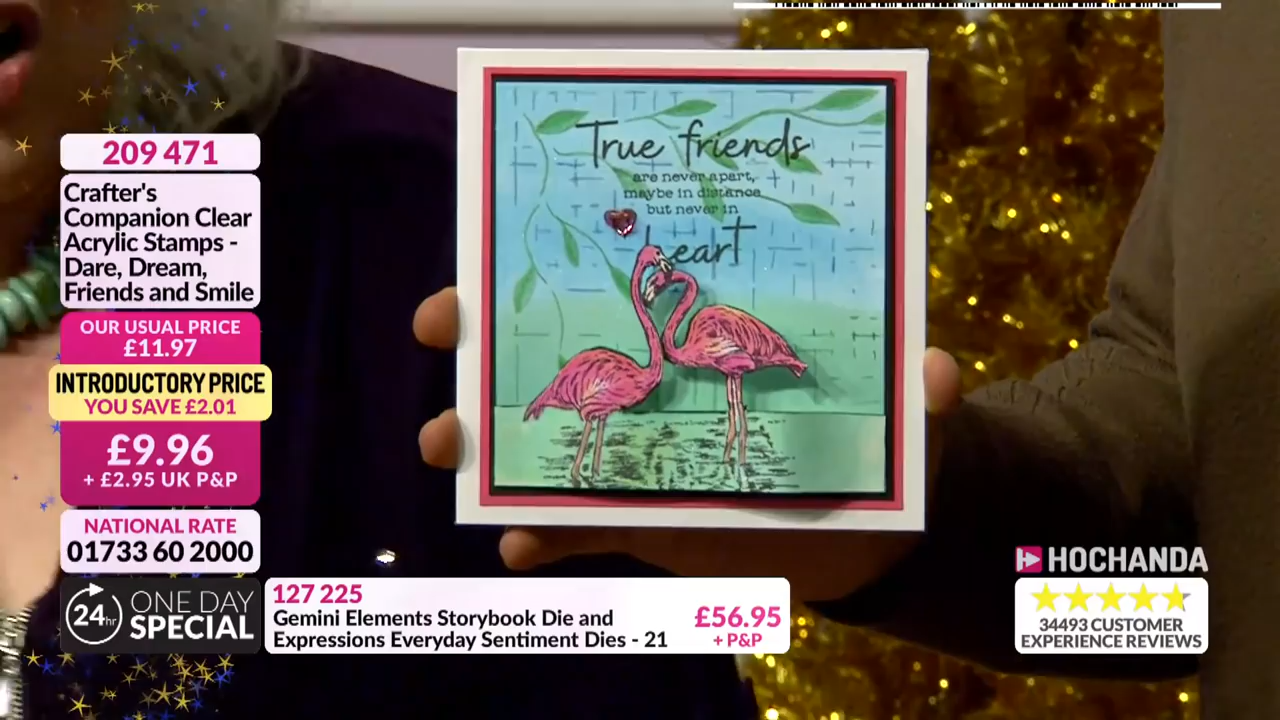 209 471
Crafter's
Companion Clear
Acrylic Stamps -
Dare, Dream,
Friends and Smile
OUR USUAL PRICE
£11.97
INTRODUCTORY PRICE
YOU SAVE £2.01
£9.96
+ £2.95 UK P&P
NATIONAL RATE
01733 60 2000
24hr
ONE DAY
SPECIAL
127 225
Gemini Elements Storybook Die and
Expressions Everyday Sentiment Dies - 21
£56.95
+ P&P
True friends
are never apart,
maybe in distance
but never in
heart
HOCHANDA
34493 CUSTOMER
EXPERIENCE REVIEWS